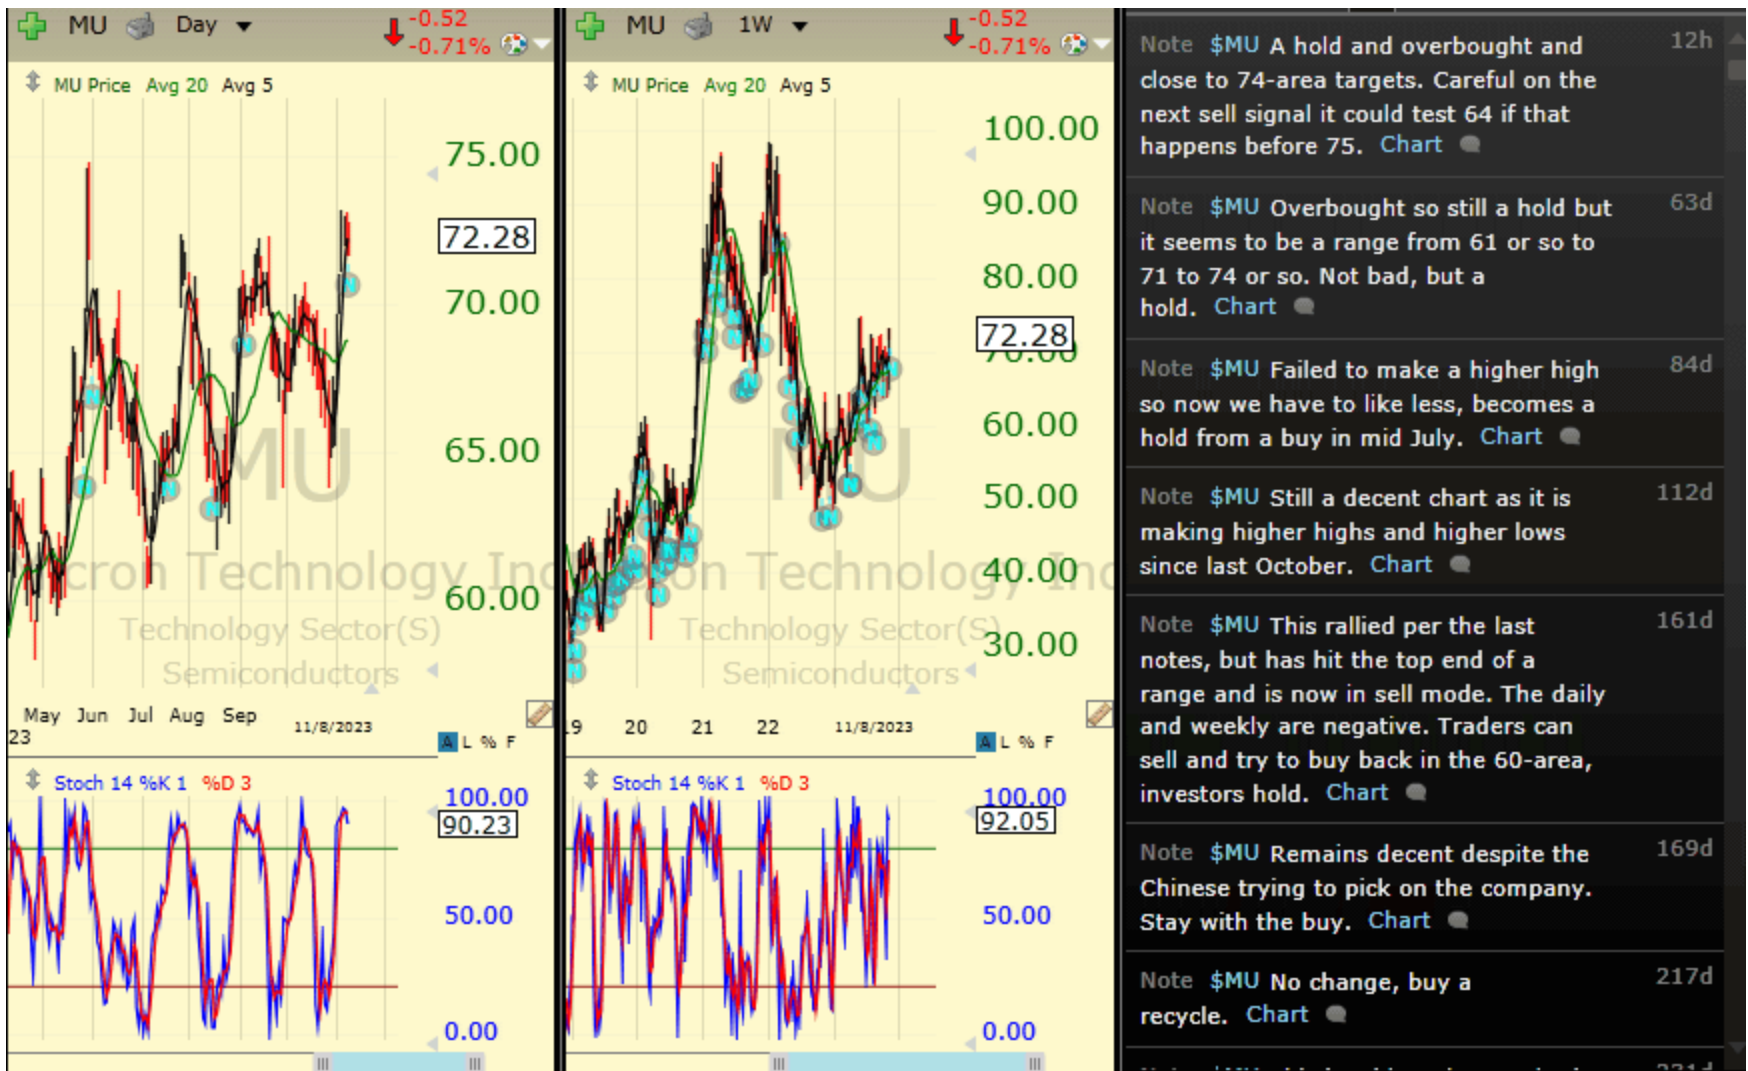 MU Day -0.52
-0.71%
MU Price Avg 20 Avg 5
75.00
72.28
70.00
65.00
60.00
MU
cron Technology Inc
Technology Sector(S)
Semiconductors
May Jun Jul Aug Sep 11/8/2023
23
A L % F
Stoch 14 %K 1 %D 3
100.00
90.23
50.00
0.00
MU 1W -0.52
-0.71%
MU Price Avg 20 Avg 5
100.00
90.00
80.00
72.28
70.00
60.00
50.00
40.00
30.00
MU
on Technology Inc
Technology Sector(S)
Semiconductors
19 20 21 22 11/8/2023
A L % F
Stoch 14 %K 1 %D 3
100.00
92.05
50.00
0.00
Note $MU A hold and overbought and 12h
close to 74-area targets. Careful on the
next sell signal it could test 64 if that
happens before 75. Chart
Note $MU Overbought so still a hold but 63d
it seems to be a range from 61 or so to
71 to 74 or so. Not bad, but a
hold. Chart
Note $MU Failed to make a higher high 84d
so now we have to like less, becomes a
hold from a buy in mid July. Chart
Note $MU Still a decent chart as it is 112d
making higher highs and higher lows
since last October. Chart
Note $MU This rallied per the last 161d
notes, but has hit the top end of a
range and is now in sell mode. The daily
and weekly are negative. Traders can
sell and try to buy back in the 60-area,
investors hold. Chart
Note $MU Remains decent despite the 169d
Chinese trying to pick on the company.
Stay with the buy. Chart
Note $MU No change, buy a 217d
recycle. Chart